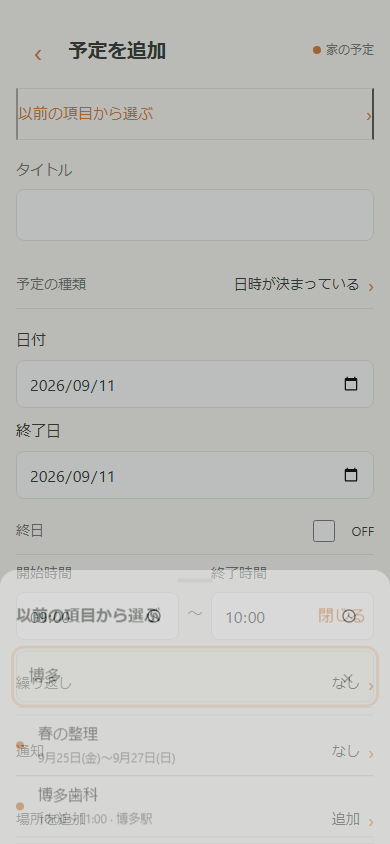 ‹ 予定を追加 家の予定
以前の項目から選ぶ ›
タイトル
予定の種類 日時が決まっている ›
日付
2026/09/11
終了日
2026/09/11
終日 OFF
開始時間 終了時間
09:00 ～ 10:00
以前の項目から選ぶ 閉じる
博多 ×
繰り返し なし ›
春の整理
9月25日(金)～9月27日(日)
通知 なし ›
博多歯科
1:00 · 博多駅
場所を追加 追加 ›